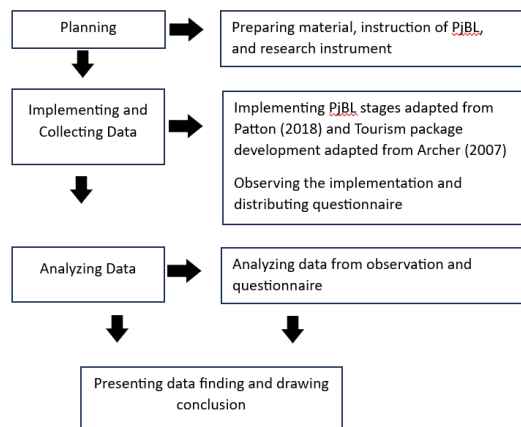 Planning
Preparing material, instruction of PjBL,
and research instrument
Implementing and
Collecting Data
Implementing PjBL stages adapted from
Patton (2018) and Tourism package
development adapted from Archer (2007)
Observing the implementation and
distributing questionnaire
Analyzing Data
Analyzing data from observation and
questionnaire
Presenting data finding and drawing
conclusion